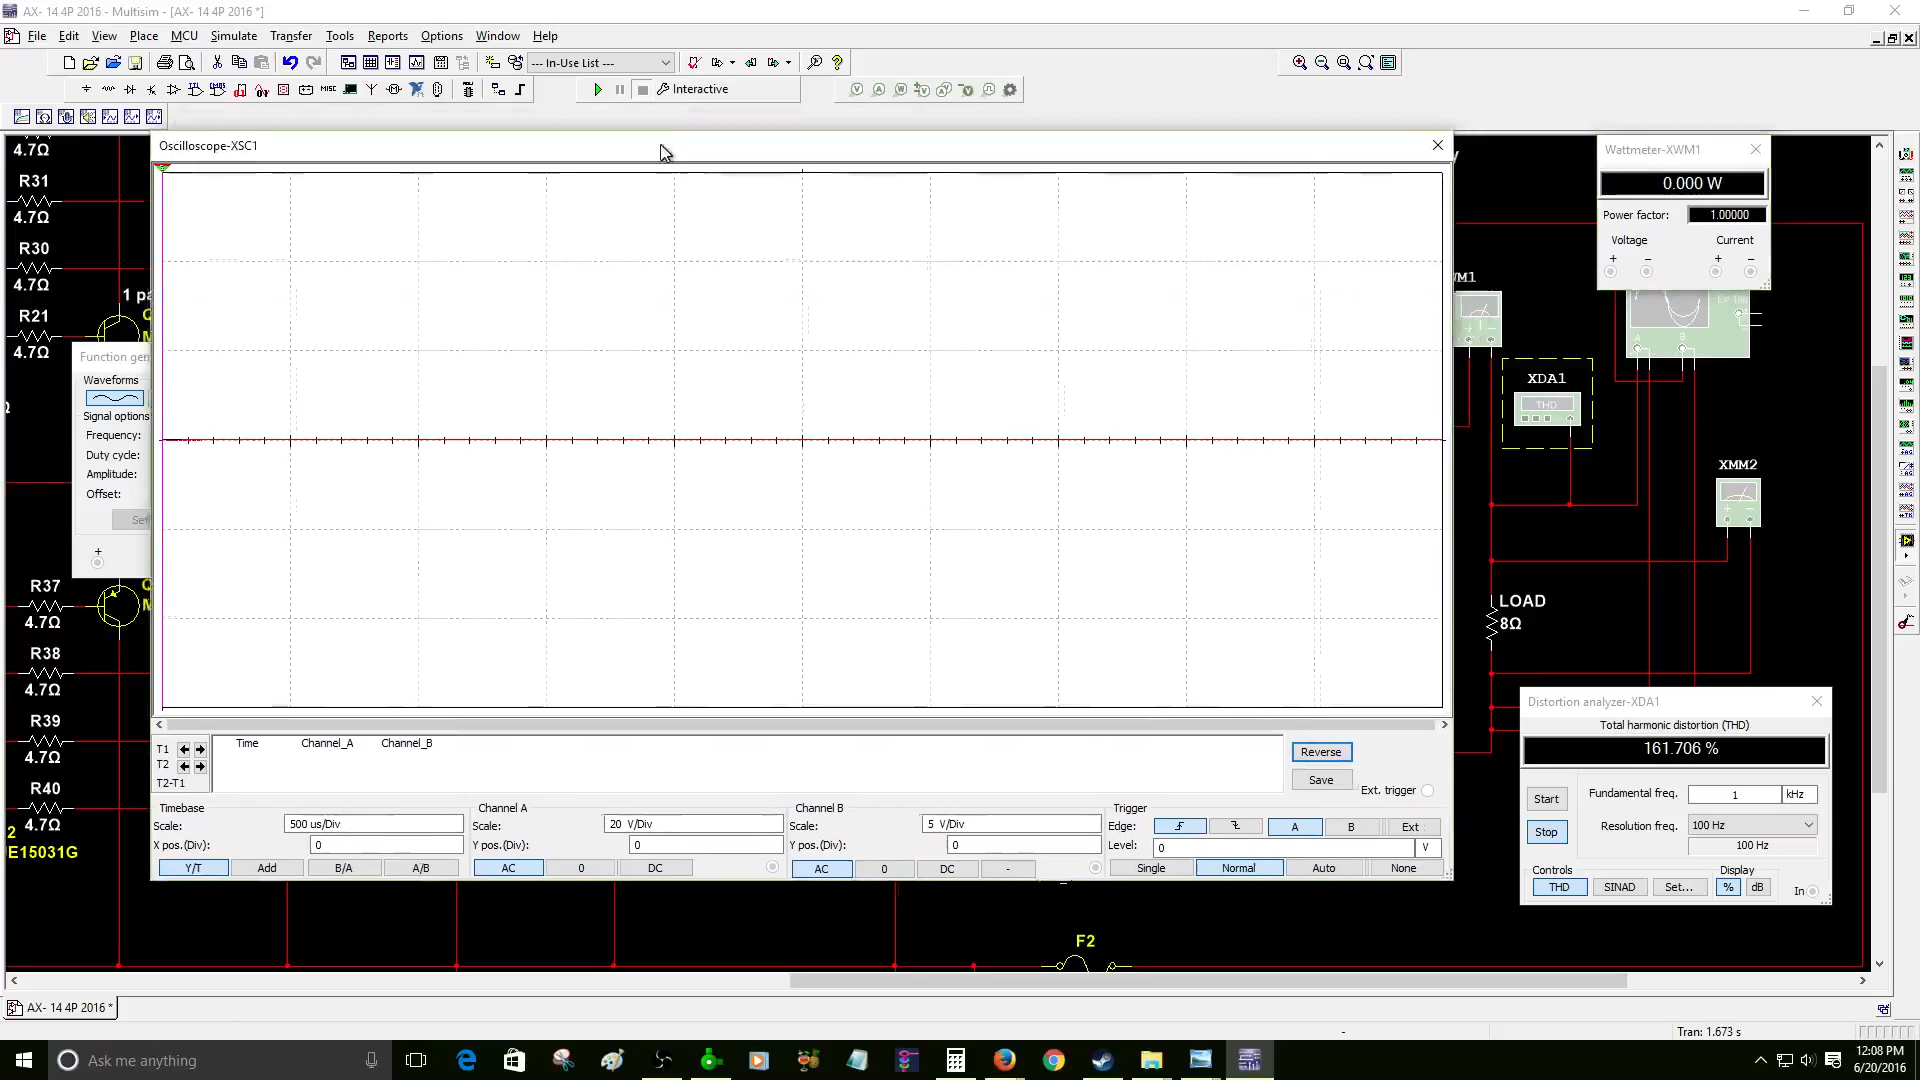 AX- 14 4P 2016 - Multisim - [AX- 14 4P 2016 *]
File Edit View Place MCU Simulate Transfer Tools Reports Options Window Help
--- In-Use List ---
MISC
Interactive
4.7Ω
R31
4.7Ω
R30
4.7Ω
R21
4.7Ω
1 pa
Q
M
Function gen
Waveforms
Signal options
Frequency:
Duty cycle:
Amplitude:
Offset:
Set
+
R37
4.7Ω
Q
M
R38
4.7Ω
R39
4.7Ω
R40
4.7Ω
2
E15031G
Oscilloscope-XSC1
T1
T2
T2-T1
Time Channel_A Channel_B
Reverse
Save
Ext. trigger
Timebase
Scale: 500 us/Div
X pos.(Div): 0
Y/T Add B/A A/B
Channel A
Scale: 20 V/Div
Y pos.(Div): 0
AC 0 DC
Channel B
Scale: 5 V/Div
Y pos.(Div): 0
AC 0 DC -
Trigger
Edge: A B Ext
Level: 0 V
Single Normal Auto None
Wattmeter-XWM1
0.000 W
Power factor: 1.00000
Voltage Current
+ − + −
WM1
Ext Trig
A B
XDA1
THD
XMM2
LOAD
8Ω
Distortion analyzer-XDA1
Total harmonic distortion (THD)
161.706 %
Start
Stop
Fundamental freq. 1 kHz
Resolution freq. 100 Hz
100 Hz
Controls
THD SINAD Set...
Display
% dB
In
F2
AX- 14 4P 2016 *
-
Tran: 1.673 s
Ask me anything
12:08 PM
6/20/2016